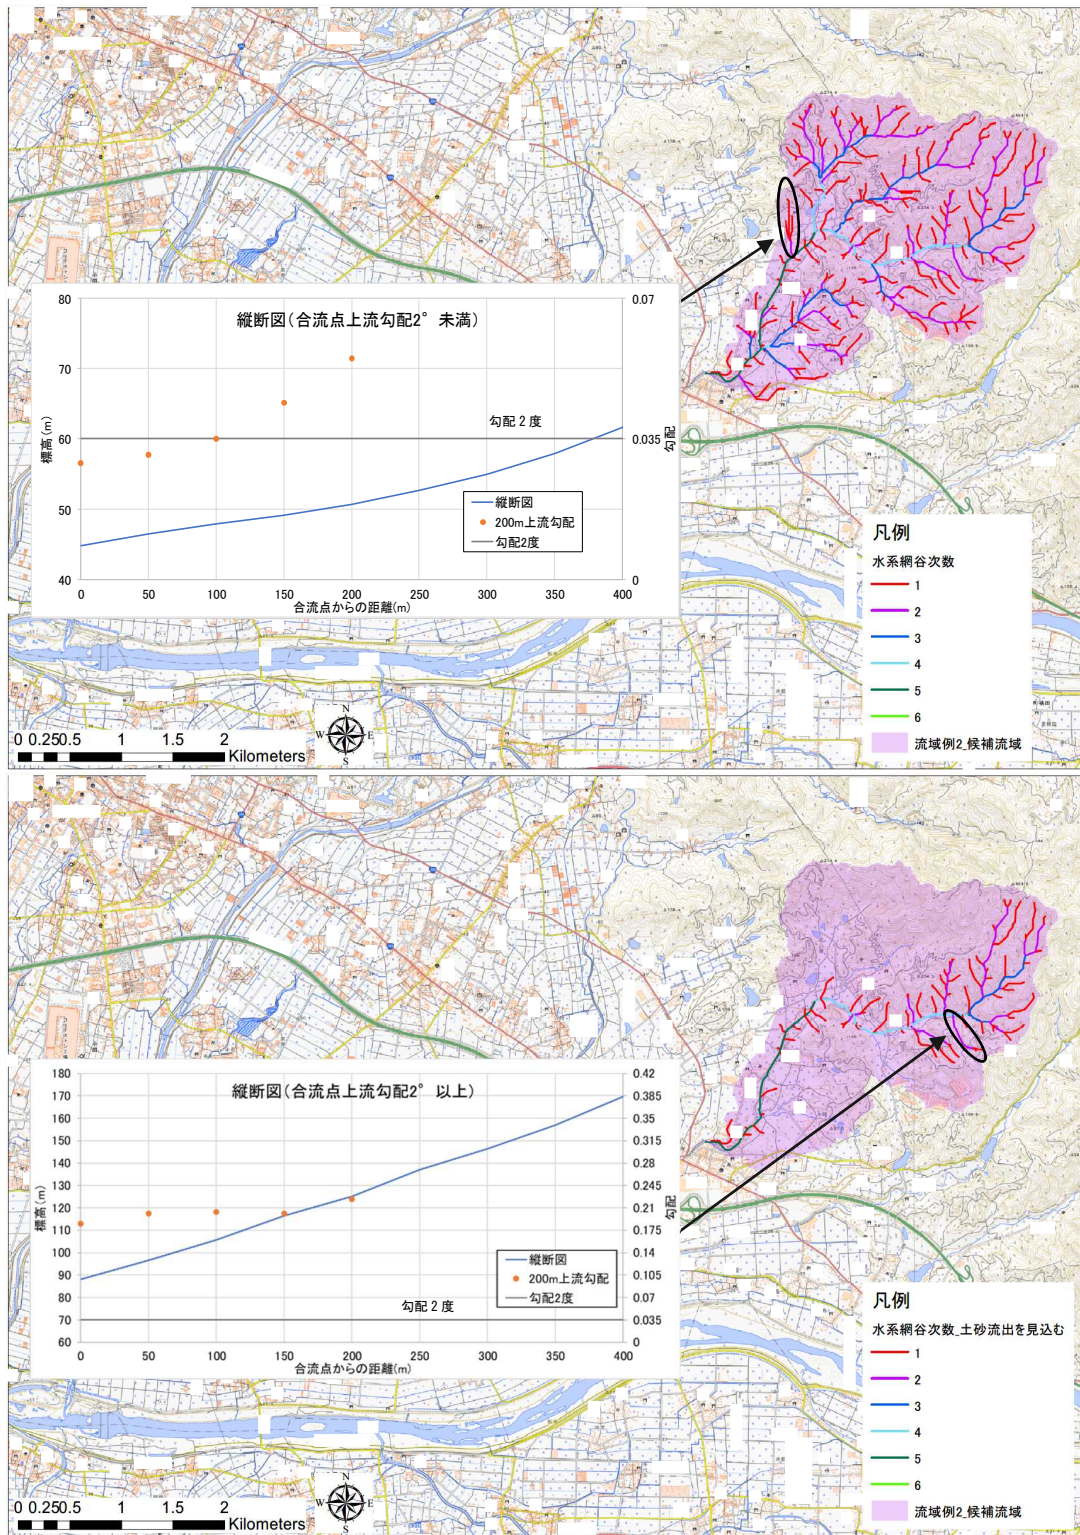 縦断図(合流点上流勾配2° 未満)
80
70
60
50
40
標高(m)
0.07
0.035
0
勾配
勾配 2 度
縦断図
200m上流勾配
勾配2度
0 50 100 150 200 250 300 350 400
合流点からの距離(m)
凡例
水系網谷次数
1
2
3
4
5
6
流域例2_候補流域
N
W E
S
0 0.250.5 1 1.5 2
Kilometers
縦断図(合流点上流勾配2° 以上)
180
170
160
150
140
130
120
110
100
90
80
70
60
標高(m)
0.42
0.385
0.35
0.315
0.28
0.245
0.21
0.175
0.14
0.105
0.07
0.035
0
勾配
縦断図
200m上流勾配
勾配2度
勾配 2 度
0 50 100 150 200 250 300 350 400
合流点からの距離(m)
凡例
水系網谷次数_土砂流出を見込む
1
2
3
4
5
6
流域例2_候補流域
N
W E
S
0 0.250.5 1 1.5 2
Kilometers